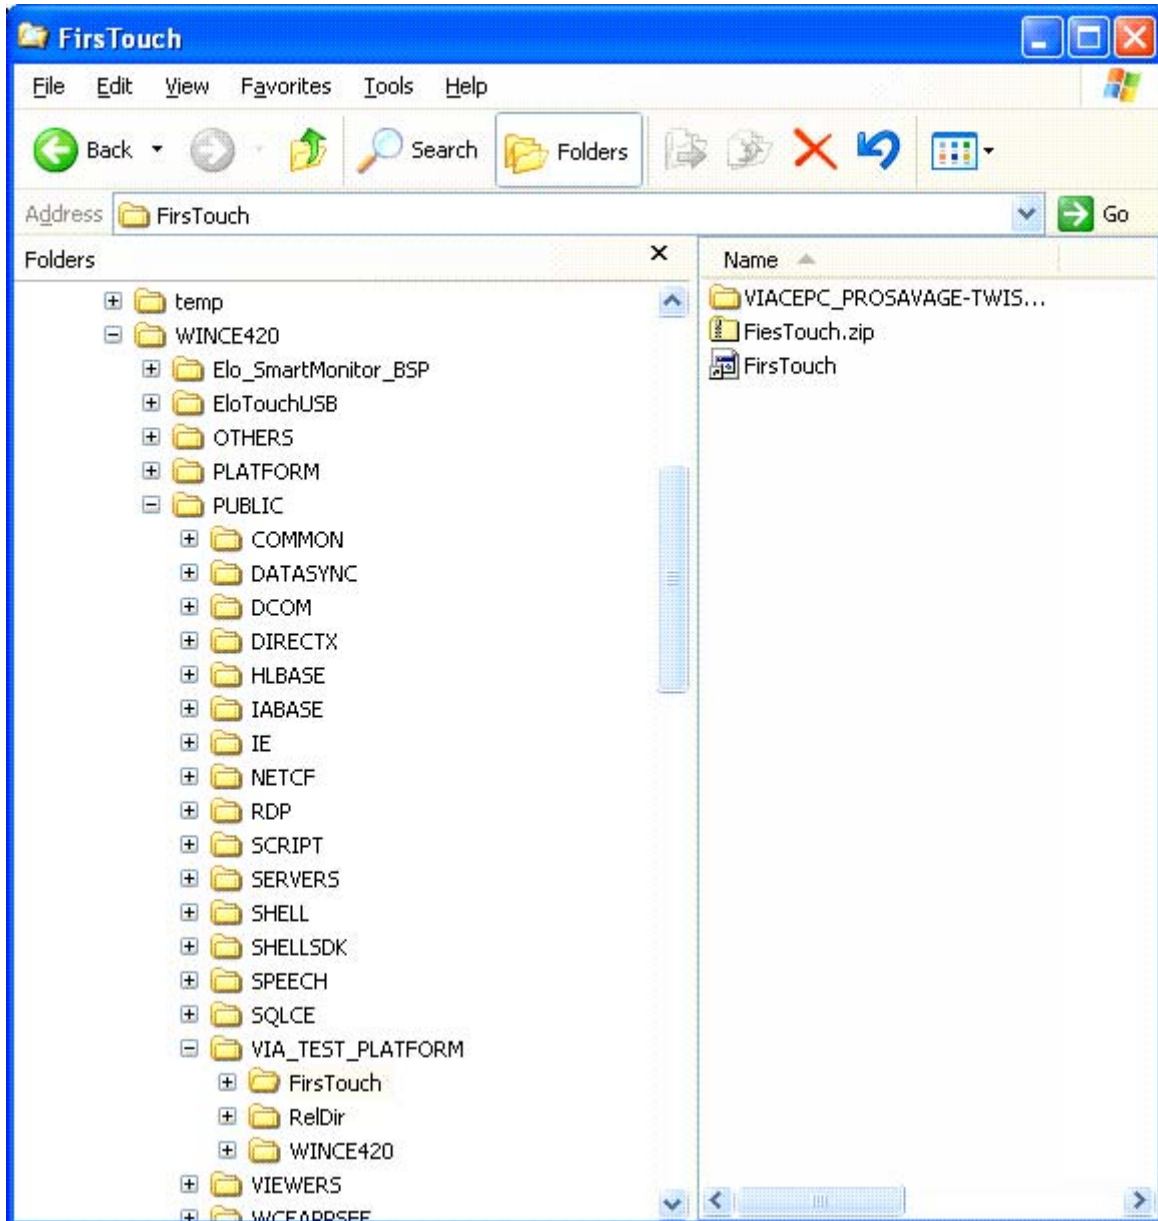 FirsTouch
File Edit View Favorites Tools Help
Back Search Folders
Address FirsTouch Go
Folders
temp
WINCE420
Elo_SmartMonitor_BSP
EloTouchUSB
OTHERS
PLATFORM
PUBLIC
COMMON
DATASYNC
DCOM
DIRECTX
HLBASE
IABASE
IE
NETCF
RDP
SCRIPT
SERVERS
SHELL
SHELLSDK
SPEECH
SQLCE
VIA_TEST_PLATFORM
FirsTouch
RelDir
WINCE420
VIEWERS
Name
VIACEPC_PROSAVAGE-TWIS...
FiesTouch.zip
FirsTouch